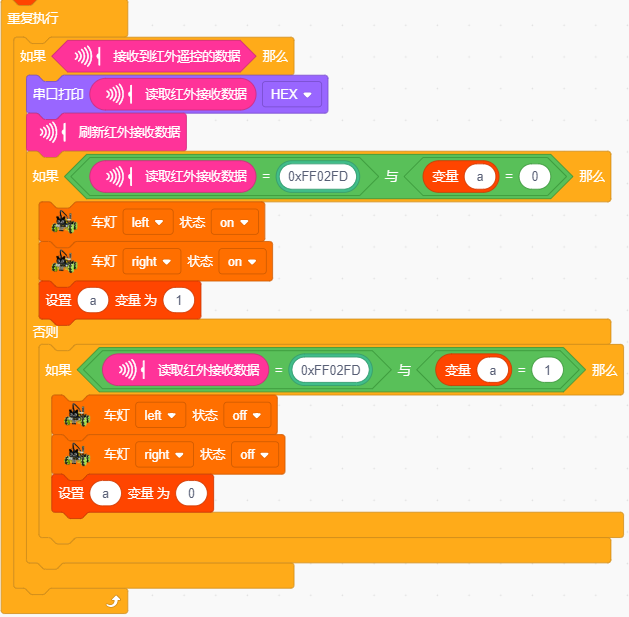 重复执行
如果 接收到红外遥控的数据 那么
串口打印 读取红外接收数据 HEX
刷新红外接收数据
如果 读取红外接收数据 = 0xFF02FD 与 变量 a = 0 那么
车灯 left 状态 on
车灯 right 状态 on
设置 a 变量 为 1
否则
如果 读取红外接收数据 = 0xFF02FD 与 变量 a = 1 那么
车灯 left 状态 off
车灯 right 状态 off
设置 a 变量 为 0